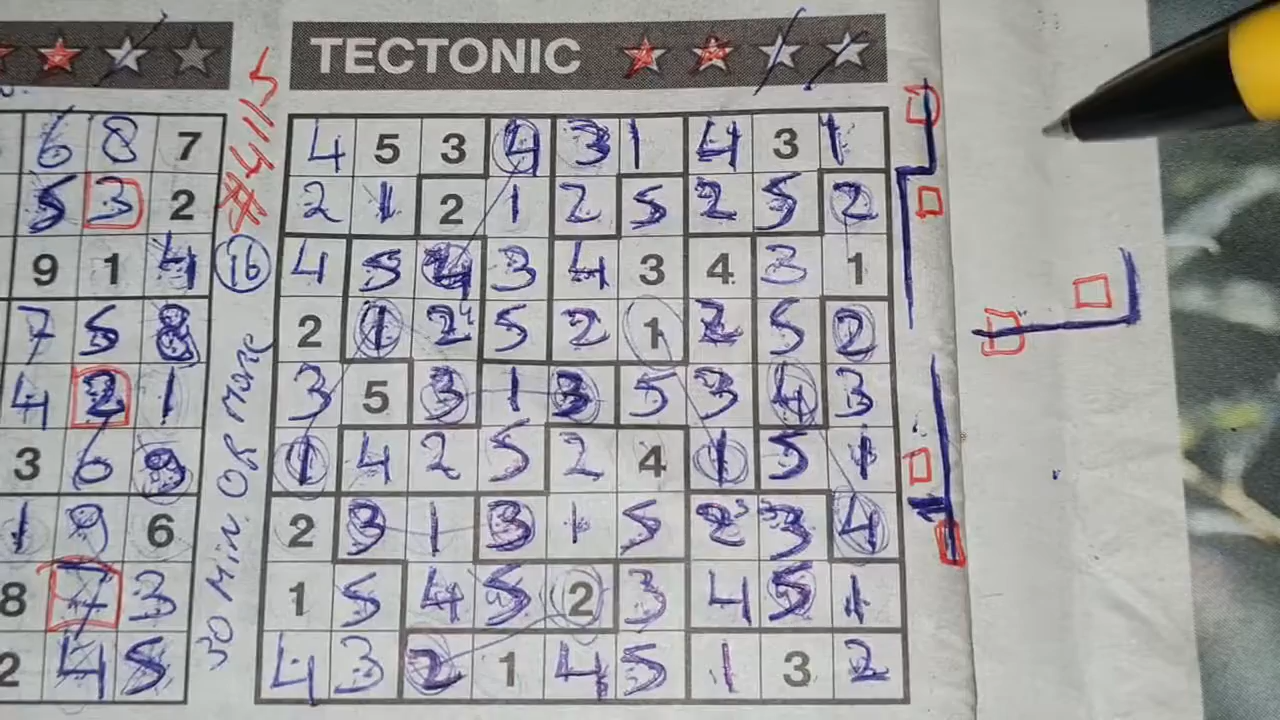 TECTONIC
6 8 7 4 5 3 4 3 1 4 3 1
5 3 2 2 1 2 1 2 5 2 5 2
9 1 4 4 5 4 3 4 3 4 3 1
7 5 8 2 1 2 5 2 1 2 5 2
4 2 1 3 5 3 1 3 5 3 4 3
3 6 9 1 4 2 5 2 4 1 5 1
1 9 6 2 3 1 3 1 5 2 3 4
8 7 3 1 5 4 5 2 3 4 5 1
2 4 5 4 3 2 1 4 5 1 3 2
#4115
16
30 MIN. OR MORE